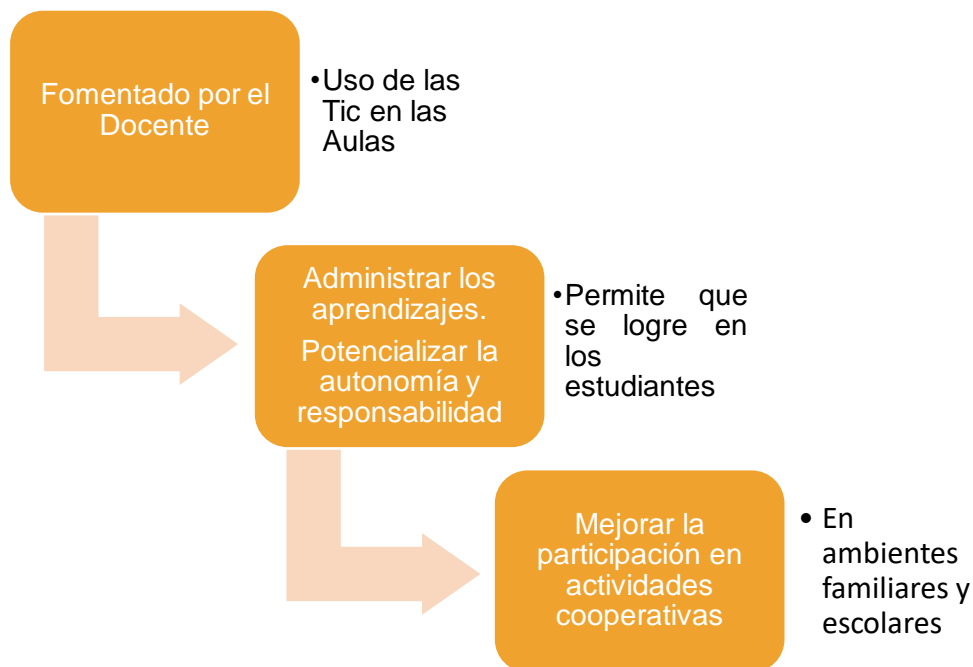 Fomentado por el
Docente
•Uso de las
Tic en las
Aulas
Administrar los
aprendizajes.
Potencializar la
autonomía y
responsabilidad
•Permite que
se logre en
los
estudiantes
Mejorar la
participación en
actividades
cooperativas
• En
ambientes
familiares y
escolares